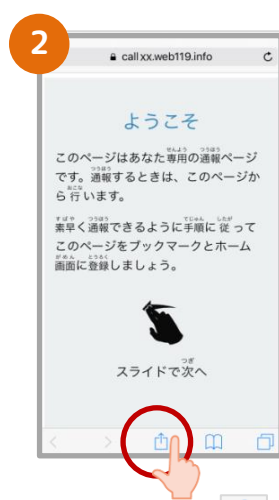 2
callxx.web119.info
ようこそ
このページはあなた専用の通報ページ
です。通報するときは、このページか
ら行います。
素早く通報できるように手順に従って
このページをブックマークとホーム
画面に登録しましょう。
スライドで次へ